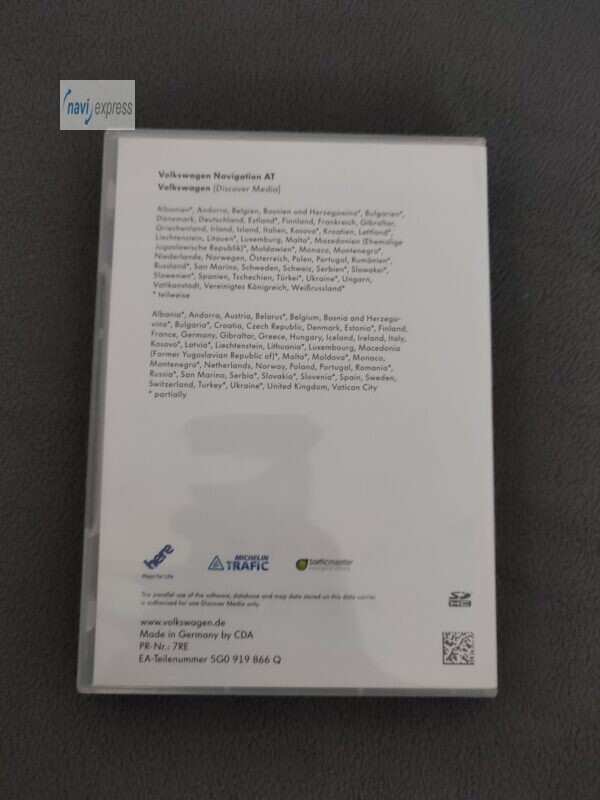 navi express
Volkswagen Navigation AT
Volkswagen (Discover Media)
Albanien*, Andorra, Belgien, Bosnien und Herzegowina*, Bulgarien*,
Dänemark, Deutschland, Estland*, Finnland, Frankreich, Gibraltar,
Griechenland, Irland, Island, Italien, Kosovo*, Kroatien, Lettland*,
Liechtenstein, Litauen*, Luxemburg, Malta*, Mazedonien (Ehemalige
Jugoslawische Republik)*, Moldawien*, Monaco, Montenegro*,
Niederlande, Norwegen, Österreich, Polen, Portugal, Rumänien*,
Russland*, San Marino, Schweden, Schweiz, Serbien*, Slowakei*,
Slowenien*, Spanien, Tschechien, Türkei*, Ukraine*, Ungarn,
Vatikanstadt, Vereinigtes Königreich, Weißrussland*
* teilweise
Albania*, Andorra, Austria, Belarus*, Belgium, Bosnia and Herzego-
vina*, Bulgaria*, Croatia, Czech Republic, Denmark, Estonia*, Finland,
France, Germany, Gibraltar, Greece, Hungary, Iceland, Ireland, Italy,
Kosovo*, Latvia*, Liechtenstein, Lithuania*, Luxembourg, Macedonia
(Former Yugoslavian Republic of)*, Malta*, Moldova*, Monaco,
Montenegro*, Netherlands, Norway, Poland, Portugal, Romania*,
Russia*, San Marino, Serbia*, Slovakia*, Slovenia*, Spain, Sweden,
Switzerland, Turkey*, Ukraine*, United Kingdom, Vatican City
* partially
here
Maps for Life
MICHELIN
TRAFIC
trafficmaster
The parallel use of the software, database and map data stored on this data carrier
is authorised for one Discover Media only.
SD
HC
www.volkswagen.de
Made in Germany by CDA
PR-Nr.: 7RE
EA-Teilenummer 5G0 919 866 Q